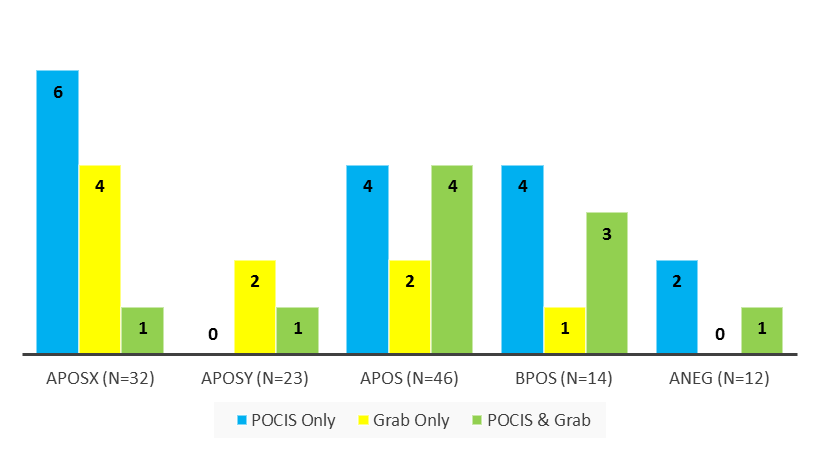 6
4
1
0
2
1
4
2
4
4
1
3
2
0
1
APOSX (N=32)
APOSY (N=23)
APOS (N=46)
BPOS (N=14)
ANEG (N=12)
POCIS Only
Grab Only
POCIS & Grab